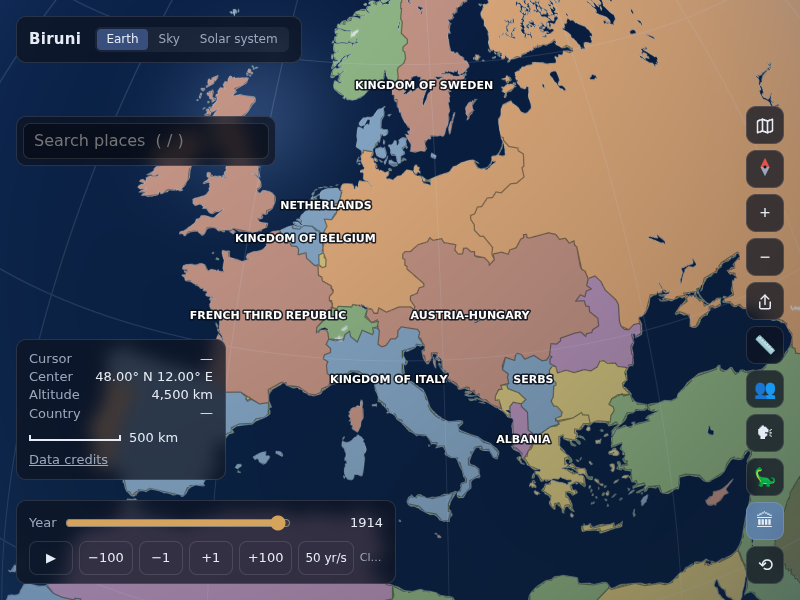 Biruni Earth Sky Solar system
KINGDOM OF SWEDEN
Search places ( / )
NETHERLANDS
KINGDOM OF BELGIUM
FRENCH THIRD REPUBLIC
AUSTRIA-HUNGARY
KINGDOM OF ITALY
SERBS
ALBANIA
Cursor —
Center 48.00° N 12.00° E
Altitude 4,500 km
Country —
500 km
Data credits
Year 1914
▶ −100 −1 +1 +100 50 yr/s Cl…